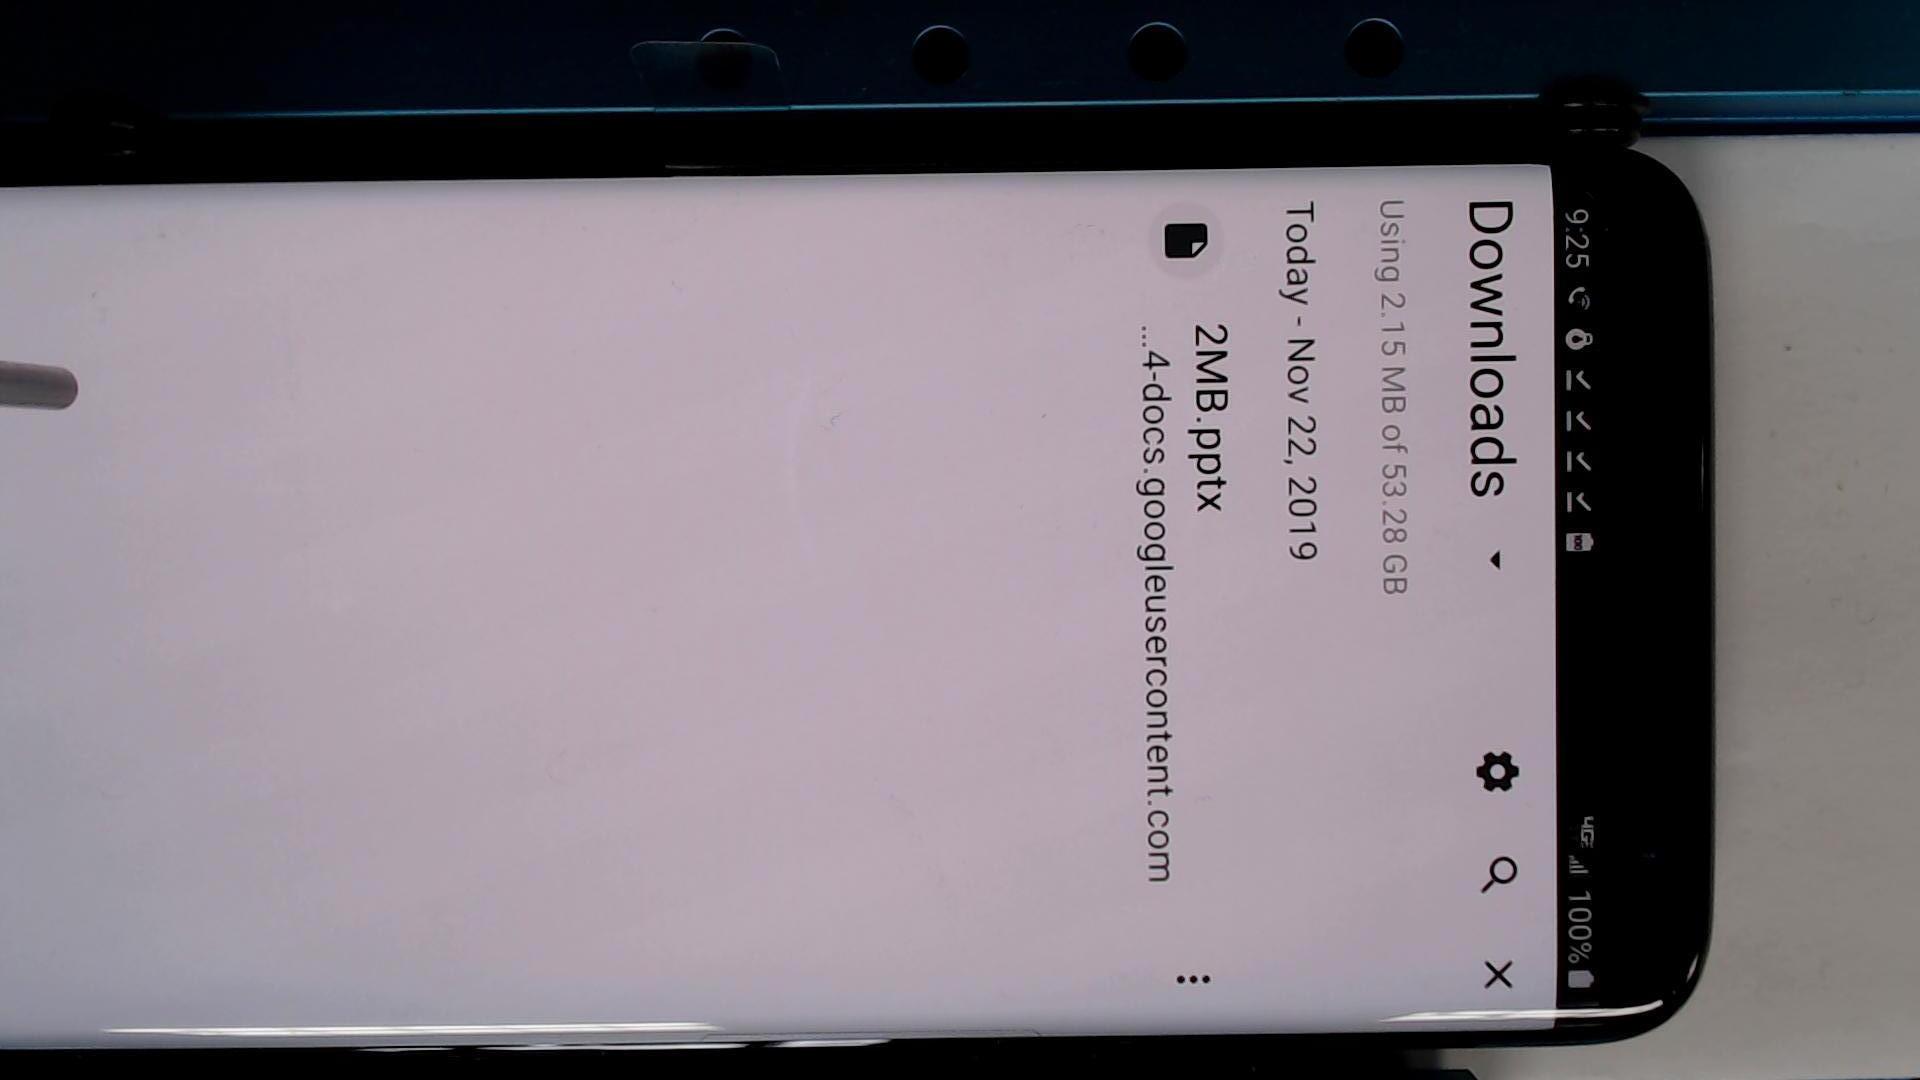 9:25 4GE 100%
Downloads
Using 2.15 MB of 53.28 GB
Today - Nov 22, 2019
2MB.pptx
...4-docs.googleusercontent.com